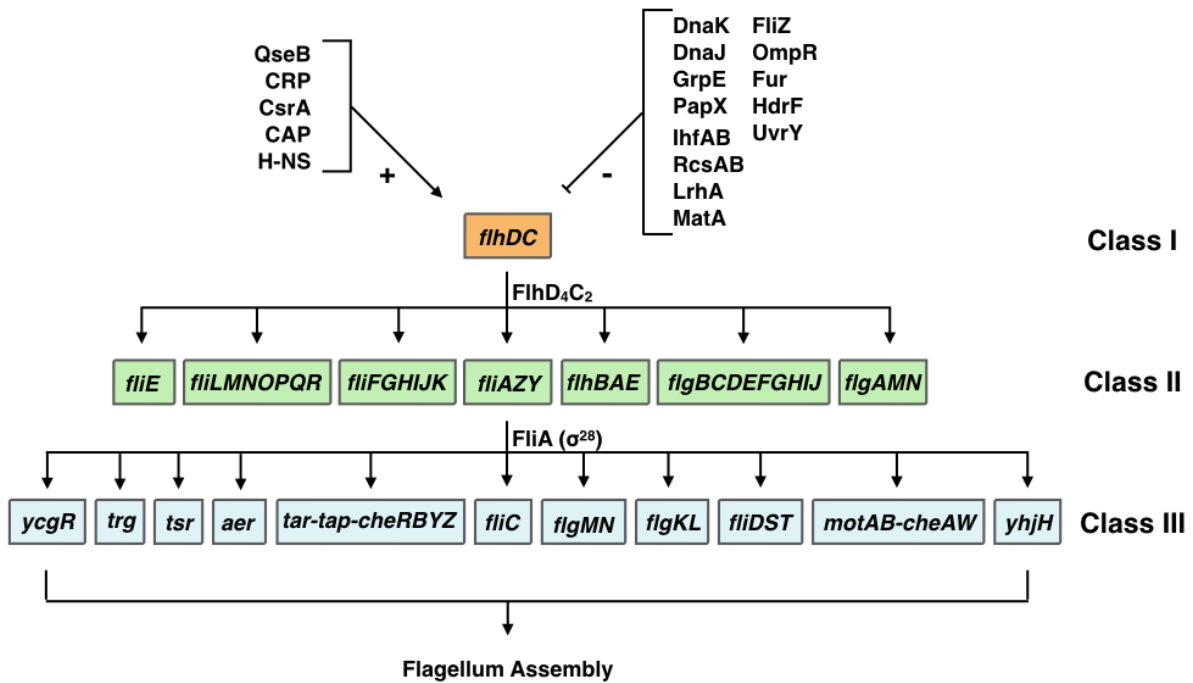 QseB
CRP
CsrA
CAP
H-NS
+
DnaK FliZ
DnaJ OmpR
GrpE Fur
PapX HdrF
IhfAB UvrY
RcsAB
LrhA
MatA
-
flhDC
Class I
FlhD₄C₂
fliE fliLMNOPQR fliFGHIJK fliAZY flhBAE flgBCDEFGHIJ flgAMN
Class II
FliA (σ²⁸)
ycgR trg tsr aer tar-tap-cheRBYZ fliC flgMN flgKL fliDST motAB-cheAW yhjH
Class III
Flagellum Assembly